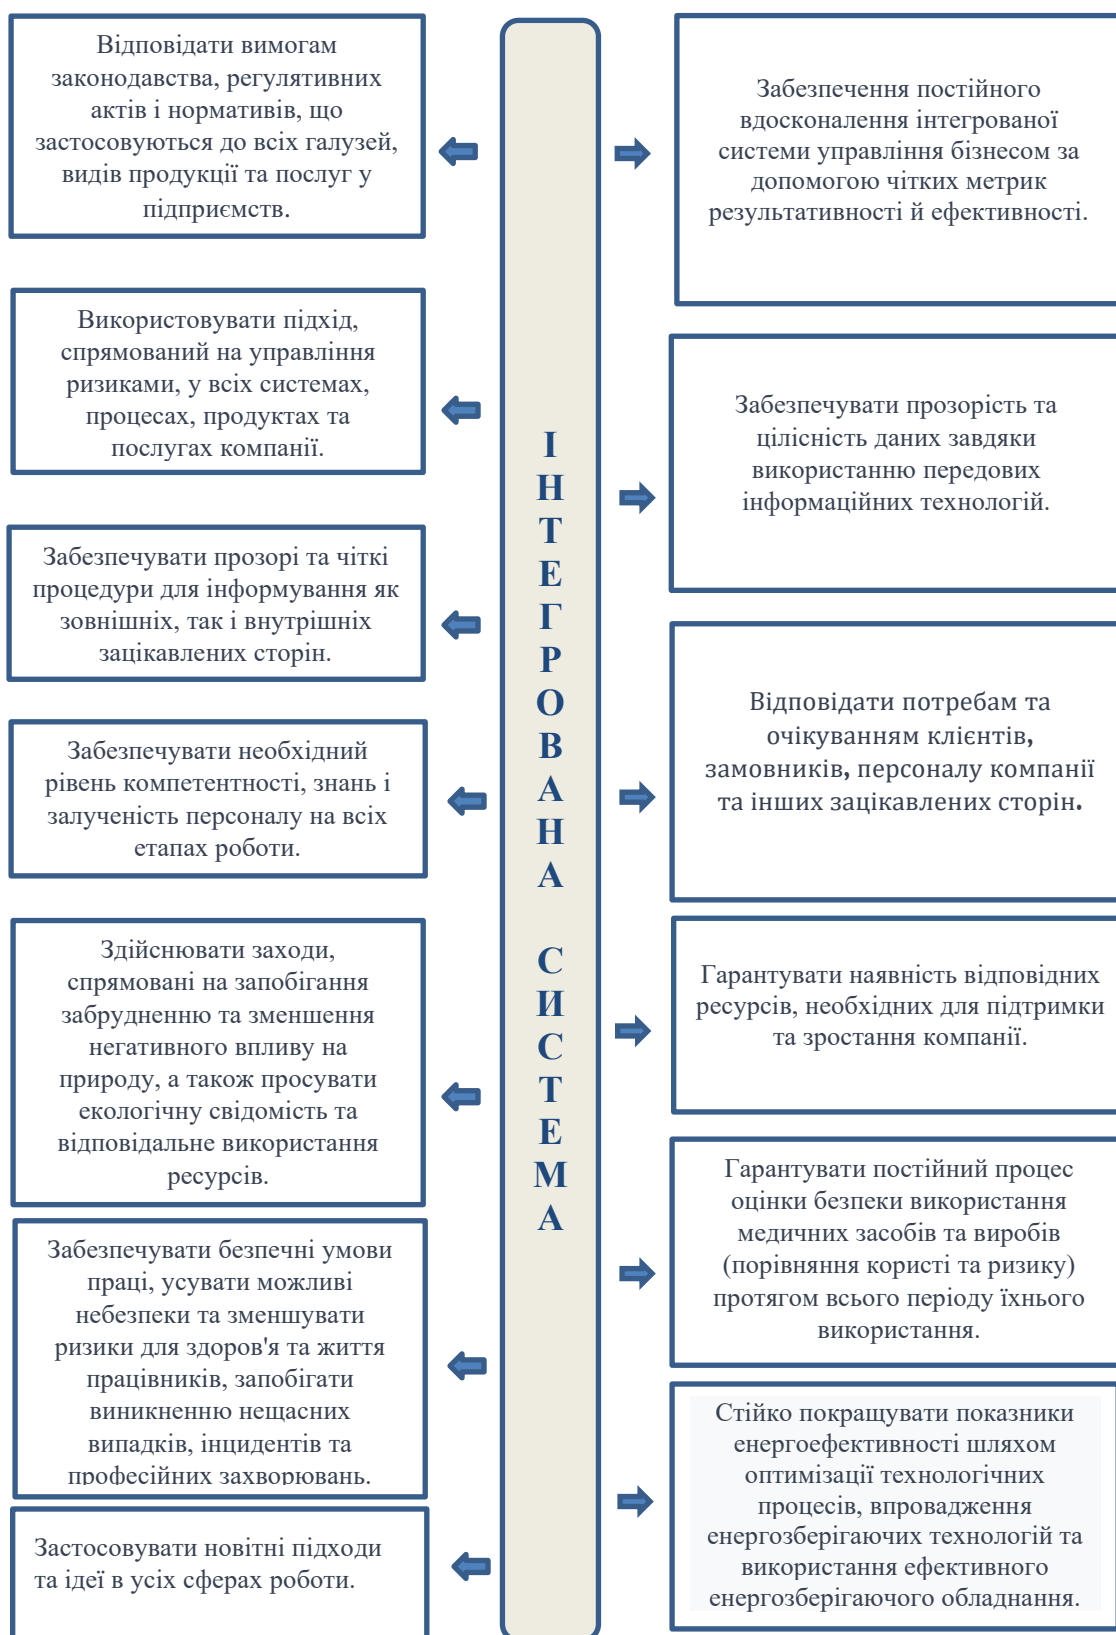 Відповідати вимогам
законодавства, регулятивних
актів і нормативів, що
застосовуються до всіх галузей,
видів продукції та послуг у
підприємств.
Використовувати підхід,
спрямований на управління
ризиками, у всіх системах,
процесах, продуктах та
послугах компанії.
Забезпечувати прозорі та чіткі
процедури для інформування як
зовнішніх, так і внутрішніх
зацікавлених сторін.
Забезпечувати необхідний
рівень компетентності, знань і
залученість персоналу на всіх
етапах роботи.
Здійснювати заходи,
спрямовані на запобігання
забрудненню та зменшення
негативного впливу на
природу, а також просувати
екологічну свідомість та
відповідальне використання
ресурсів.
Забезпечувати безпечні умови
праці, усувати можливі
небезпеки та зменшувати
ризики для здоров'я та життя
працівників, запобігати
виникненню нещасних
випадків, інцидентів та
професійних захворювань.
Застосовувати новітні підходи
та ідеї в усіх сферах роботи.
ІНТЕГРОВАНА СИСТЕМА
Забезпечення постійного
вдосконалення інтегрованої
системи управління бізнесом за
допомогою чітких метрик
результативності й ефективності.
Забезпечувати прозорість та
цілісність даних завдяки
використанню передових
інформаційних технологій.
Відповідати потребам та
очікуванням клієнтів,
замовників, персоналу компанії
та інших зацікавлених сторін.
Гарантувати наявність відповідних
ресурсів, необхідних для підтримки
та зростання компанії.
Гарантувати постійний процес
оцінки безпеки використання
медичних засобів та виробів
(порівняння користі та ризику)
протягом всього періоду їхнього
використання.
Стійко покращувати показники
енергоефективності шляхом
оптимізації технологічних
процесів, впровадження
енергозберігаючих технологій та
використання ефективного
енергозберігаючого обладнання.